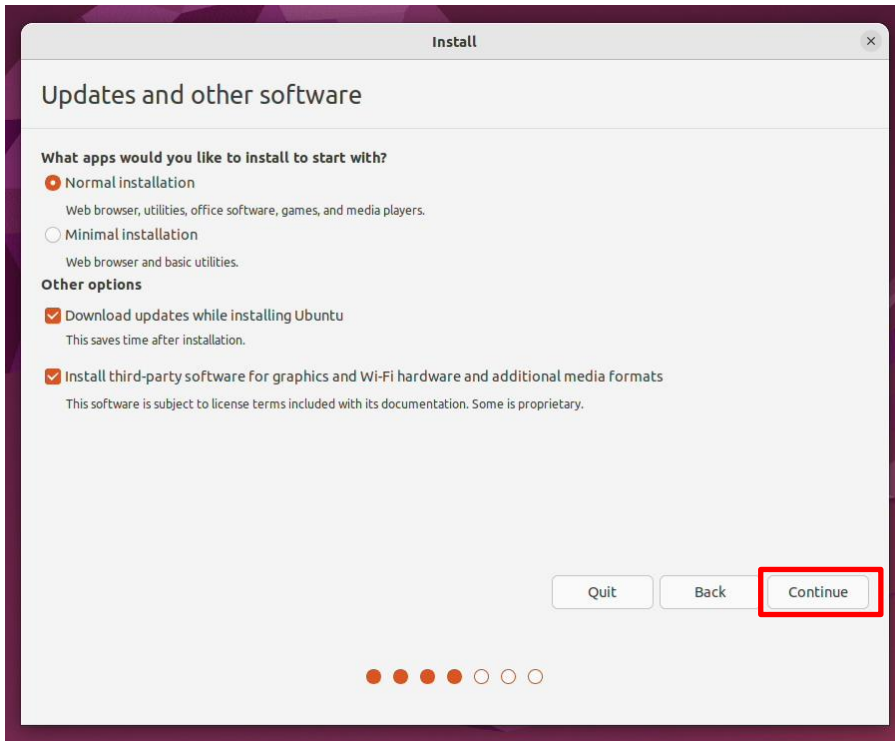 Install
Updates and other software
What apps would you like to install to start with?
Normal installation
Web browser, utilities, office software, games, and media players.
Minimal installation
Web browser and basic utilities.
Other options
Download updates while installing Ubuntu
This saves time after installation.
Install third-party software for graphics and Wi-Fi hardware and additional media formats
This software is subject to license terms included with its documentation. Some is proprietary.
Quit Back Continue